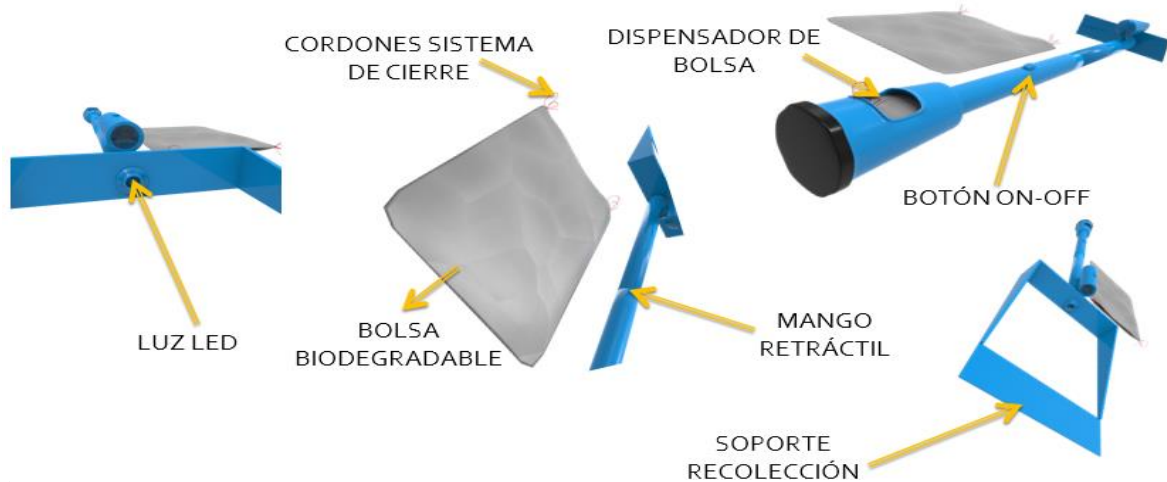 CORDONES SISTEMA
DE CIERRE
DISPENSADOR DE
BOLSA
BOTÓN ON-OFF
LUZ LED
BOLSA
BIODEGRADABLE
MANGO
RETRÁCTIL
SOPORTE
RECOLECCIÓN